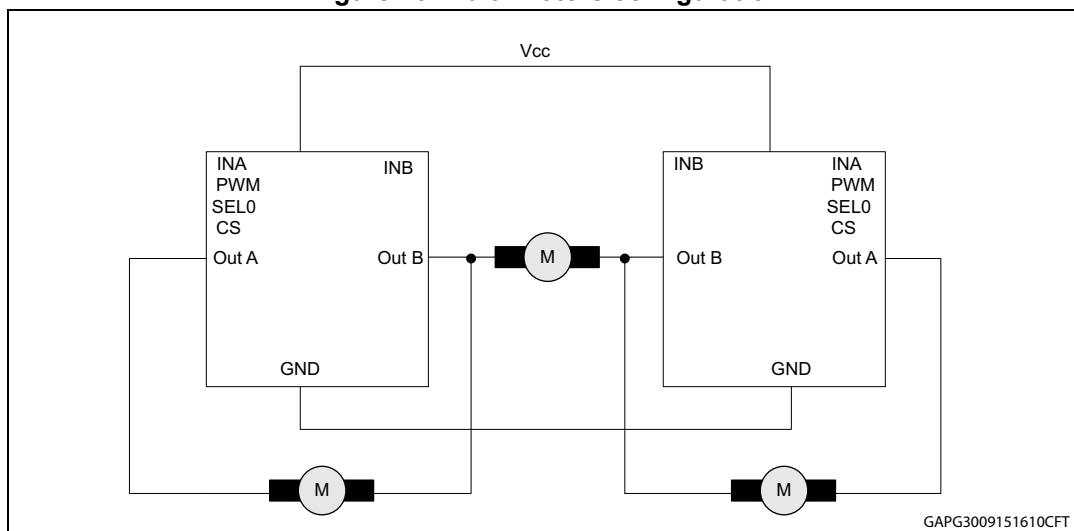 Vcc
INA
PWM
SEL0
CS
Out A
INB
Out B
GND
M
INB
Out B
INA
PWM
SEL0
CS
Out A
GND
M
M
GAPG3009151610CFT